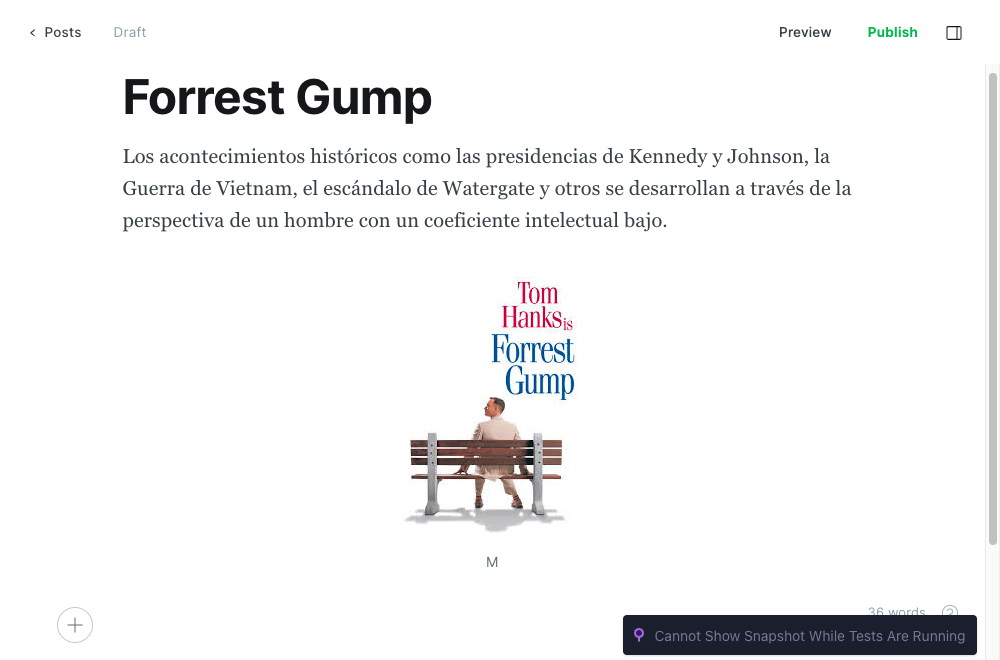 Posts
Draft
Preview
Publish
Forrest Gump
Los acontecimientos históricos como las presidencias de Kennedy y Johnson, la
Guerra de Vietnam, el escándalo de Watergate y otros se desarrollan a través de la
perspectiva de un hombre con un coeficiente intelectual bajo.
Tom
Hanks is
Forrest
Gump
M
36 words
Cannot Show Snapshot While Tests Are Running